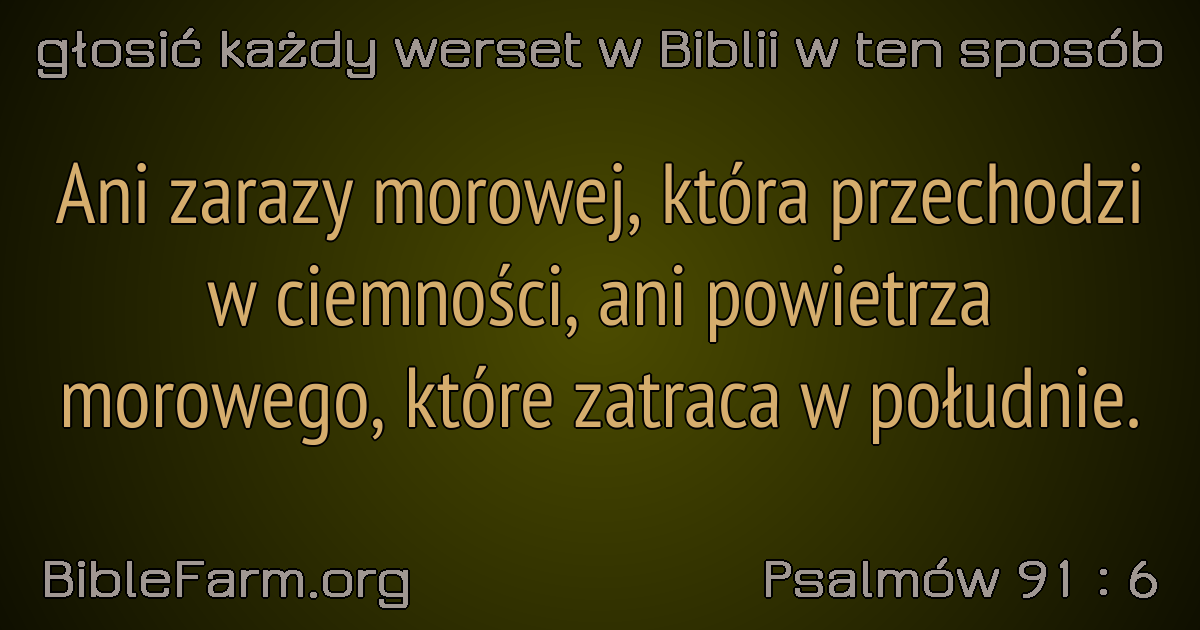 głosić każdy werset w Biblii w ten sposób
Ani zarazy morowej, która przechodzi
w ciemności, ani powietrza
morowego, które zatraca w południe.
BibleFarm.org
Psalmów 91 : 6